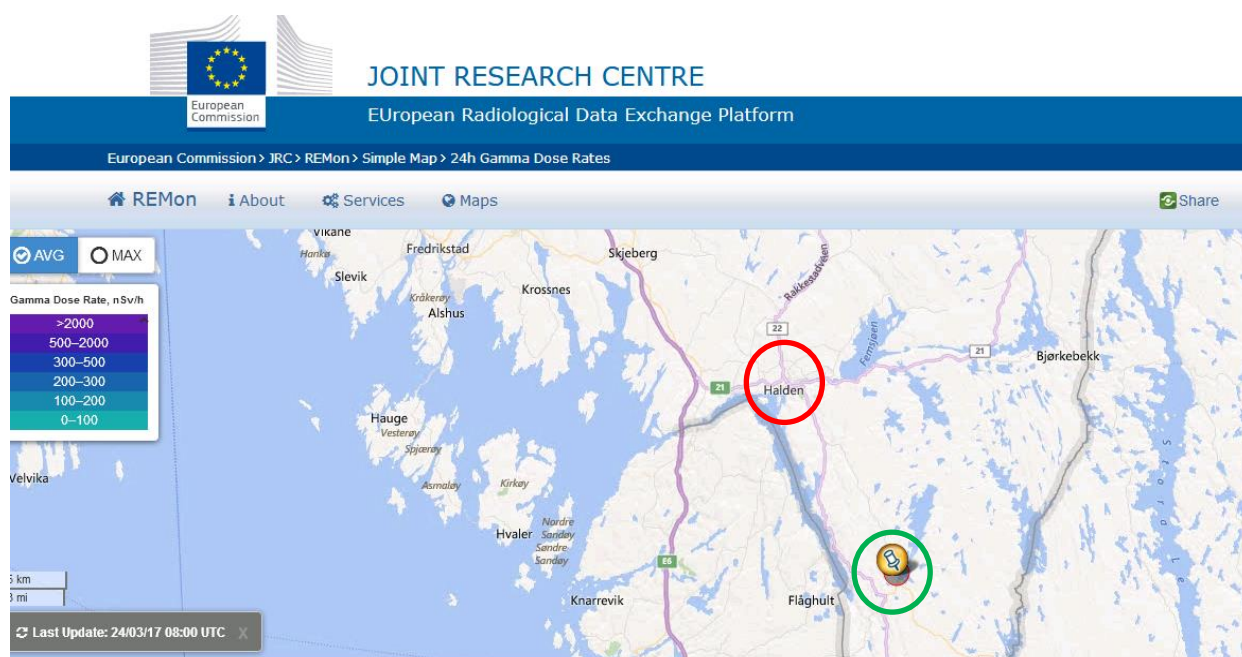 JOINT RESEARCH CENTRE
European
Commission
EUropean Radiological Data Exchange Platform
European Commission > JRC > REMon > Simple Map > 24h Gamma Dose Rates
REMon
i About
Services
Maps
Share
AVG
MAX
Gamma Dose Rate, nSv/h
>2000
500–2000
300–500
200–300
100–200
0–100
Vikane
Fredrikstad
Hankø
Skjeberg
Slevik
Rakkestadveien
Kråkerøy
Krossnes
Alshus
22
Femsjøen
21
Bjørkebekk
21
Halden
Hauge
Vesterøy
Spjærøy
Velvika
Asmaløy
Kirkøy
Stora Le
Nordre
Sandøy
Hvaler
Søndre
Sandøy
E6
km
mi
Knarrevik
Flåghult
Last Update: 24/03/17 08:00 UTC X